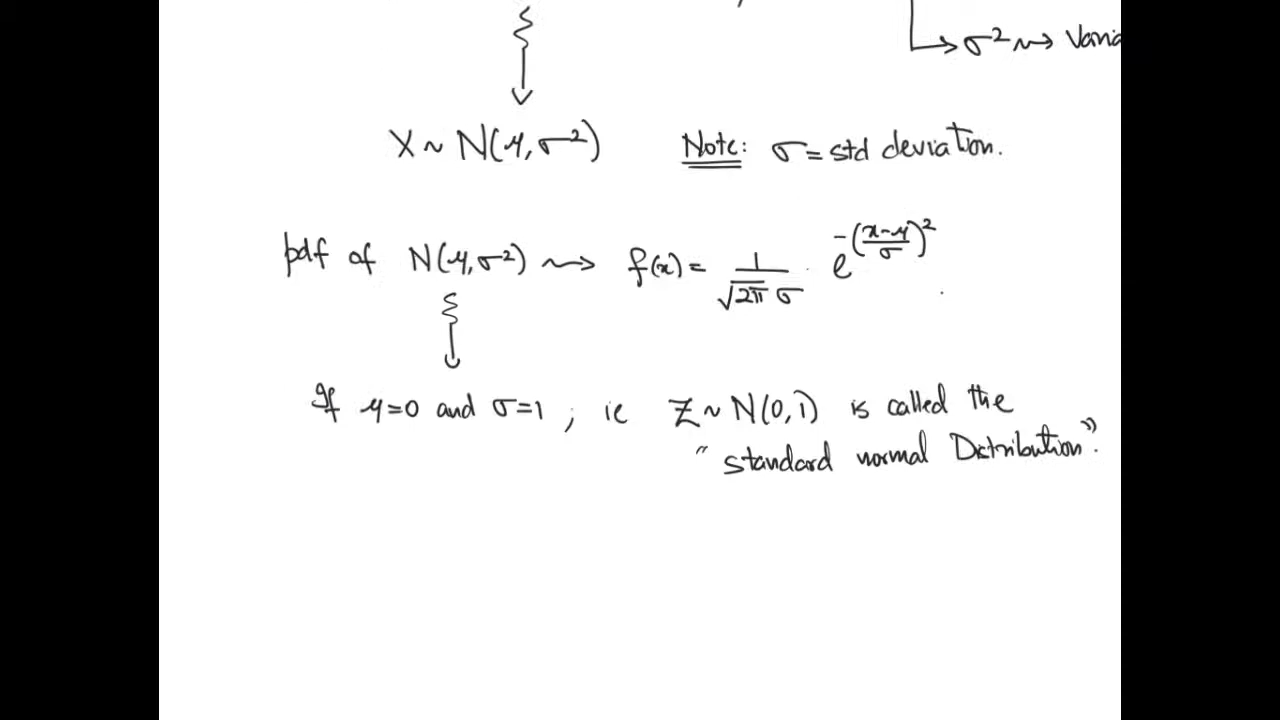 σ² ⇝ Varia
X ~ N(μ, σ²) Note: σ = std deviation.
pdf of N(μ, σ²) ⇝ f(x) = 1/(√2π σ) e^-((x-μ)/σ)²
If μ=0 and σ=1 ; ie Z ~ N(0,1) is called the
"standard normal Distribution".